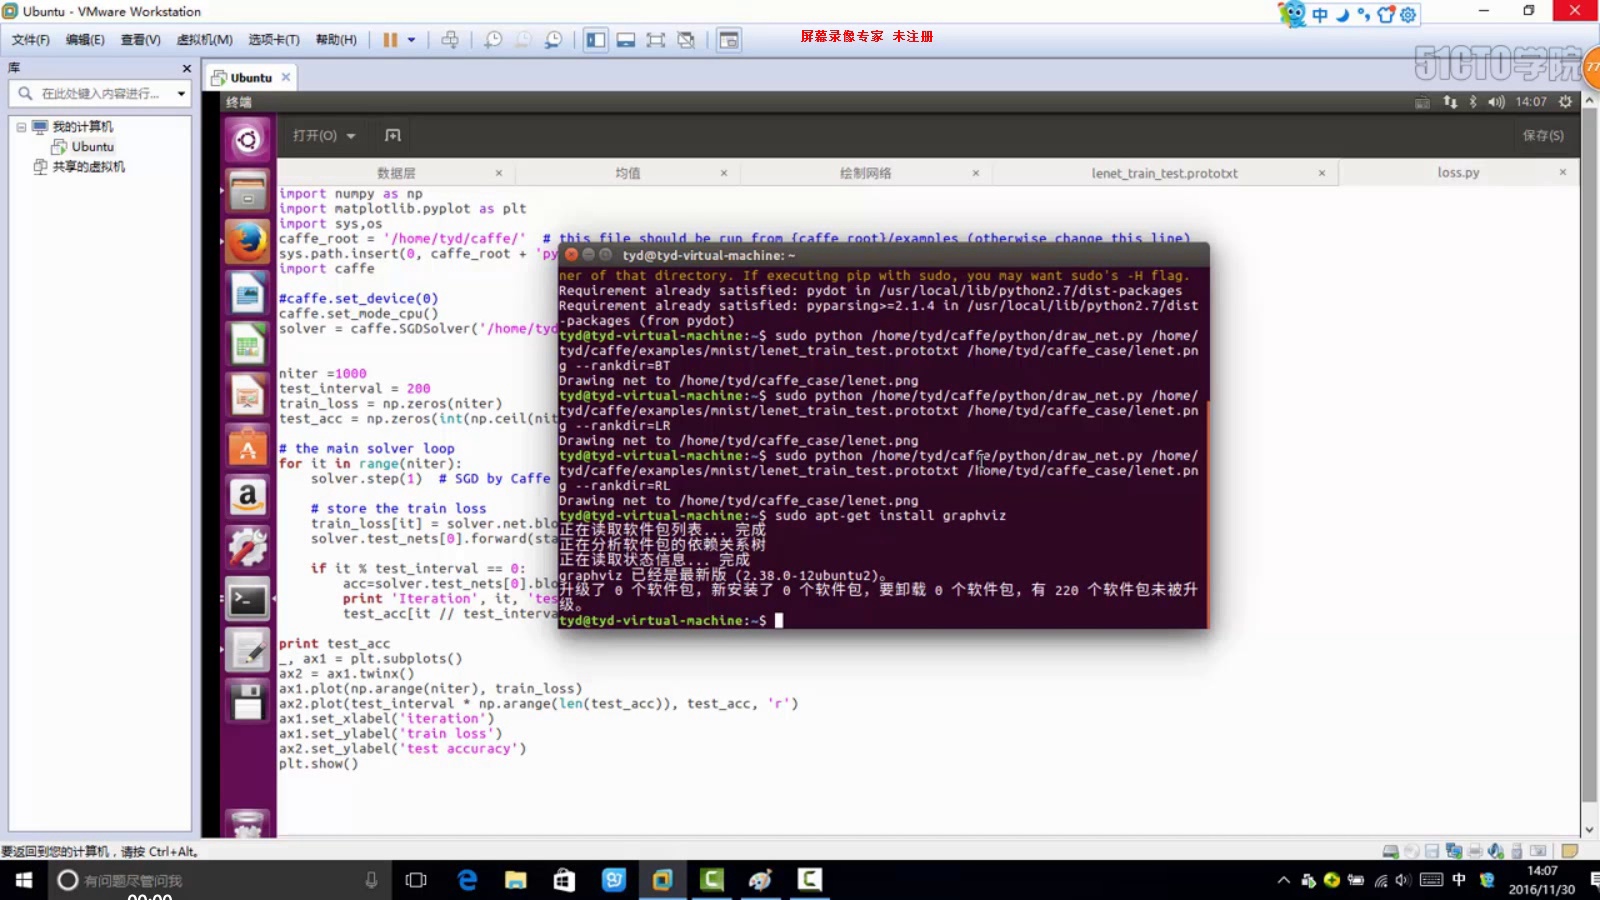 Ubuntu - VMware Workstation
中
文件(F) 编辑(E) 查看(V) 虚拟机(M) 选项卡(T) 帮助(H)
屏幕录像专家 未注册
51CTO学院
77
库
Ubuntu
在此处键入内容进行...
我的计算机
Ubuntu
共享的虚拟机
终端
14:07
打开(O)
保存(S)
数据层
均值
绘制网络
lenet_train_test.prototxt
loss.py
import numpy as np
import matplotlib.pyplot as plt
import sys,os
caffe_root = '/home/tyd/caffe/'  # this file should be run from {caffe_root}/examples (otherwise change this line)
sys.path.insert(0, caffe_root + 'py
import caffe
#caffe.set_device(0)
caffe.set_mode_cpu()
solver = caffe.SGDSolver('/home/tyd
niter =1000
test_interval = 200
train_loss = np.zeros(niter)
test_acc = np.zeros(int(np.ceil(nit
# the main solver loop
for it in range(niter):
    solver.step(1)  # SGD by Caffe
    # store the train loss
    train_loss[it] = solver.net.blo
    solver.test_nets[0].forward(sta
    if it % test_interval == 0:
        acc=solver.test_nets[0].blo
        print 'Iteration', it, 'tes
        test_acc[it // test_interva
print test_acc
_, ax1 = plt.subplots()
ax2 = ax1.twinx()
ax1.plot(np.arange(niter), train_loss)
ax2.plot(test_interval * np.arange(len(test_acc)), test_acc, 'r')
ax1.set_xlabel('iteration')
ax1.set_ylabel('train loss')
ax2.set_ylabel('test accuracy')
plt.show()
tyd@tyd-virtual-machine: ~
ner of that directory. If executing pip with sudo, you may want sudo's -H flag.
Requirement already satisfied: pydot in /usr/local/lib/python2.7/dist-packages
Requirement already satisfied: pyparsing>=2.1.4 in /usr/local/lib/python2.7/dist
-packages (from pydot)
tyd@tyd-virtual-machine:~$ sudo python /home/tyd/caffe/python/draw_net.py /home/
tyd/caffe/examples/mnist/lenet_train_test.prototxt /home/tyd/caffe_case/lenet.pn
g --rankdir=BT
Drawing net to /home/tyd/caffe_case/lenet.png
tyd@tyd-virtual-machine:~$ sudo python /home/tyd/caffe/python/draw_net.py /home/
tyd/caffe/examples/mnist/lenet_train_test.prototxt /home/tyd/caffe_case/lenet.pn
g --rankdir=LR
Drawing net to /home/tyd/caffe_case/lenet.png
tyd@tyd-virtual-machine:~$ sudo python /home/tyd/caffe/python/draw_net.py /home/
tyd/caffe/examples/mnist/lenet_train_test.prototxt /home/tyd/caffe_case/lenet.pn
g --rankdir=RL
Drawing net to /home/tyd/caffe_case/lenet.png
tyd@tyd-virtual-machine:~$ sudo apt-get install graphviz
正在读取软件包列表... 完成
正在分析软件包的依赖关系树
正在读取状态信息... 完成
graphviz 已经是最新版 (2.38.0-12ubuntu2)。
升级了 0 个软件包，新安装了 0 个软件包，要卸载 0 个软件包，有 220 个软件包未被升
级。
tyd@tyd-virtual-machine:~$
要返回到您的计算机，请按 Ctrl+Alt。
有问题尽管问我
中
14:07
2016/11/30